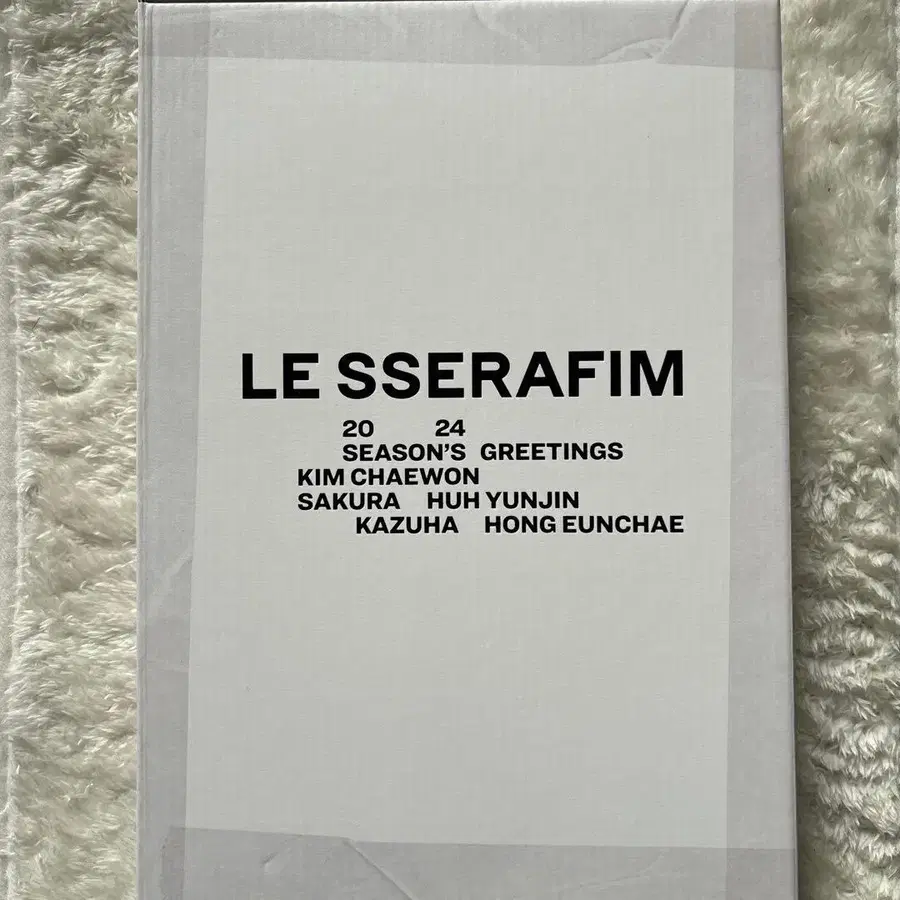 LE SSERAFIM
20 24
SEASON'S GREETINGS
KIM CHAEWON
SAKURA HUH YUNJIN
KAZUHA HONG EUNCHAE